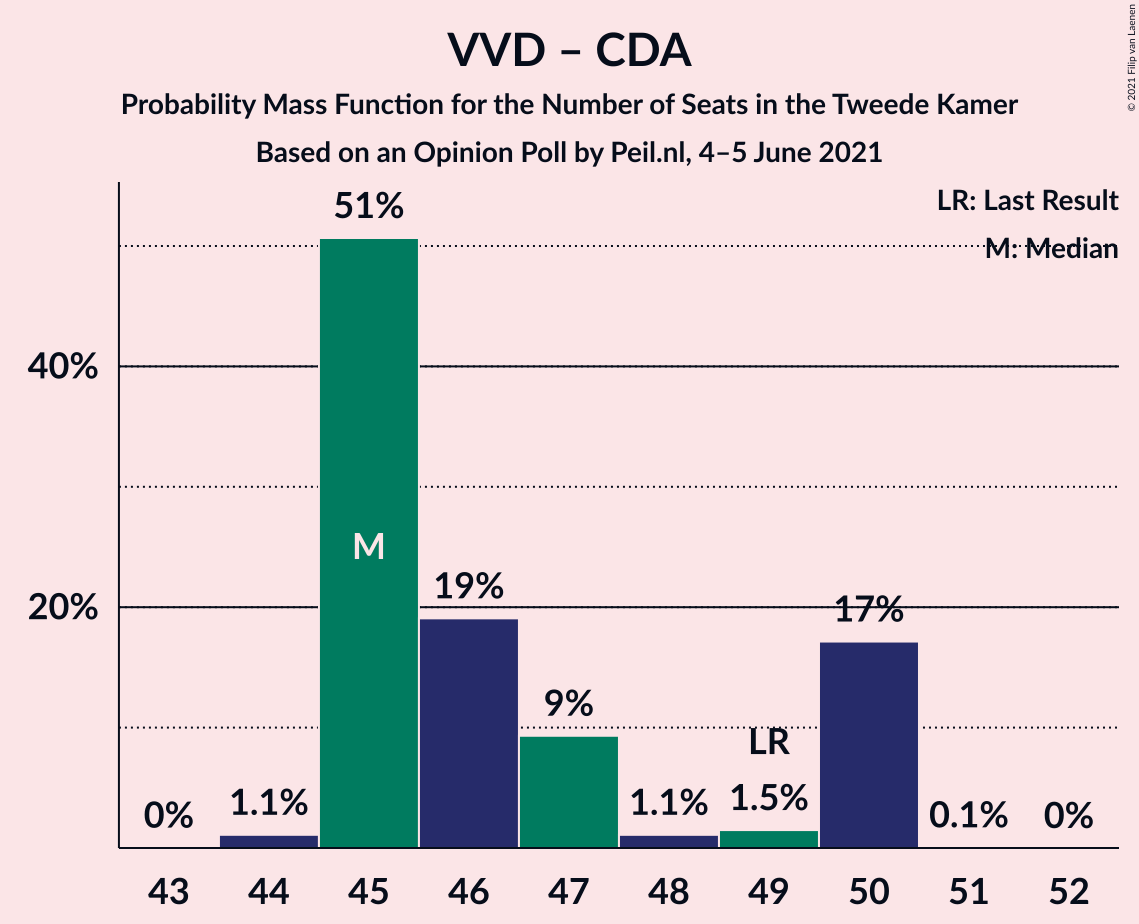 VVD – CDA
Probability Mass Function for the Number of Seats in the Tweede Kamer
Based on an Opinion Poll by Peil.nl, 4–5 June 2021
© 2021 Filip van Laenen
LR: Last Result
M: Median
51%
40%
M
19%
20%
17%
9%
LR
0%
1.1%
1.1%
1.5%
0.1%
0%
43 44 45 46 47 48 49 50 51 52